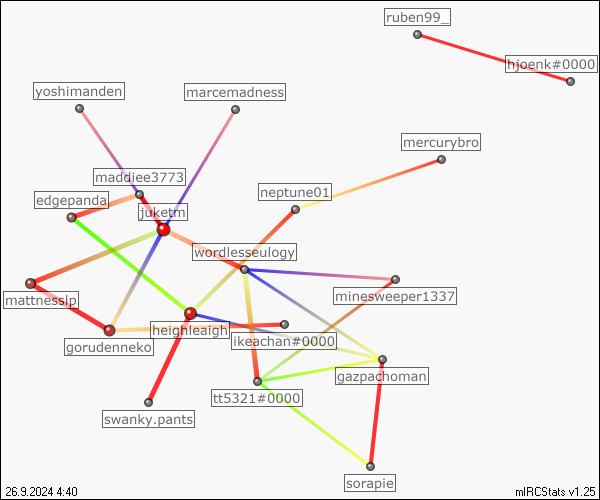 ruben99_
hjoenk#0000
yoshimanden
marcemadness
mercurybro
maddiee3773
neptune01
edgepanda
juketm
wordlesseulogy
mattnesslp
minesweeper1337
heighleaigh
ikeachan#0000
gorudenneko
gazpachoman
tt5321#0000
swanky.pants
sorapie
26.9.2024 4:40
mIRCStats v1.25